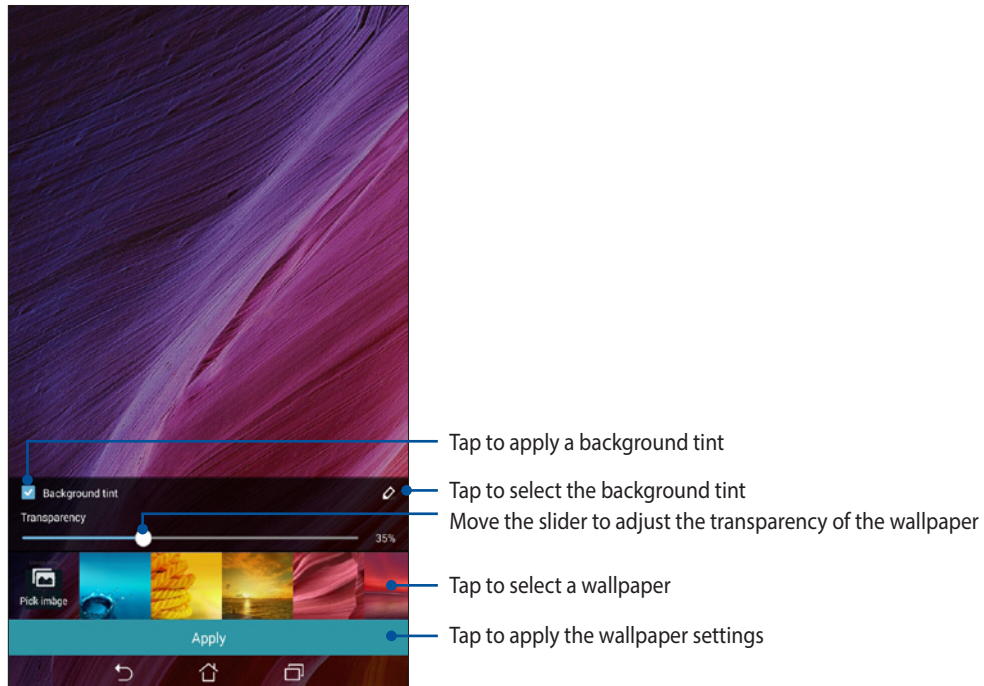 Tap to apply a background tint
Background tint
Tap to select the background tint
Transparency
Move the slider to adjust the transparency of the wallpaper
35%
Pick image
Tap to select a wallpaper
Apply
Tap to apply the wallpaper settings